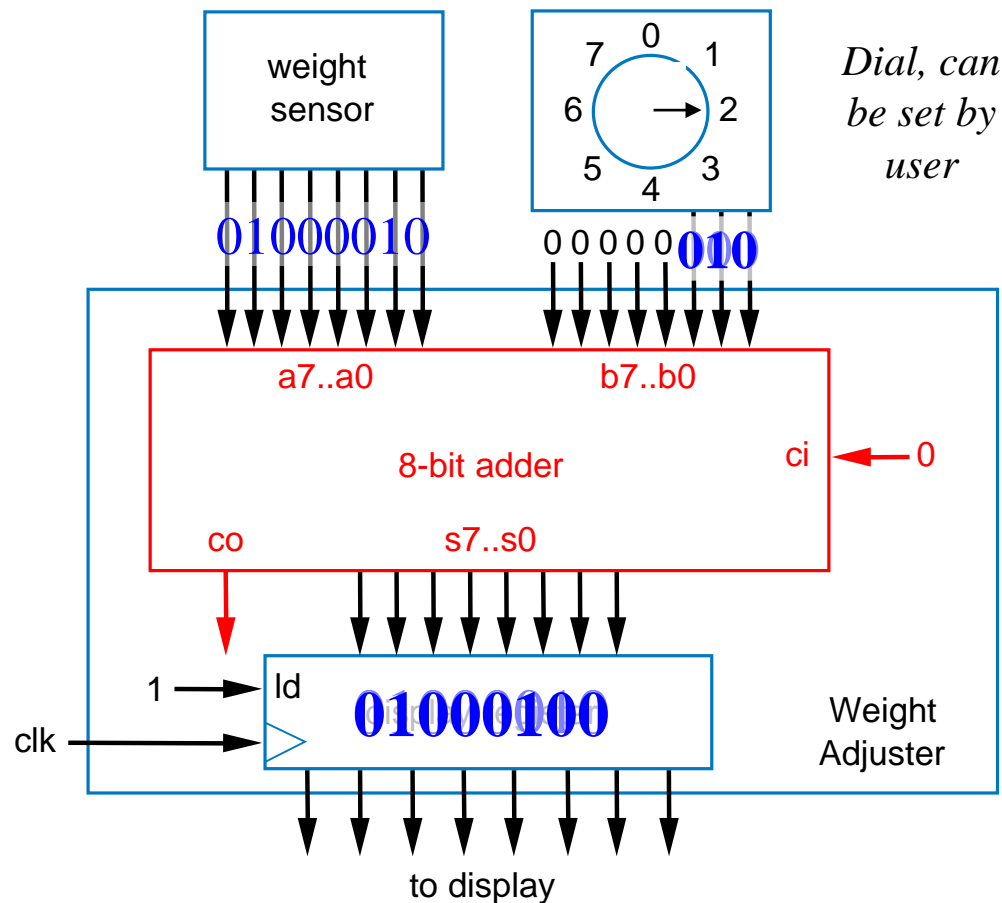 weight
sensor
0
1
2
3
4
5
6
7
Dial, can
be set by
user
01000010
0 0 0 0 0 010
a7..a0
b7..b0
8-bit adder
ci
0
co
s7..s0
1
ld
01000100
clk
Weight
Adjuster
to display